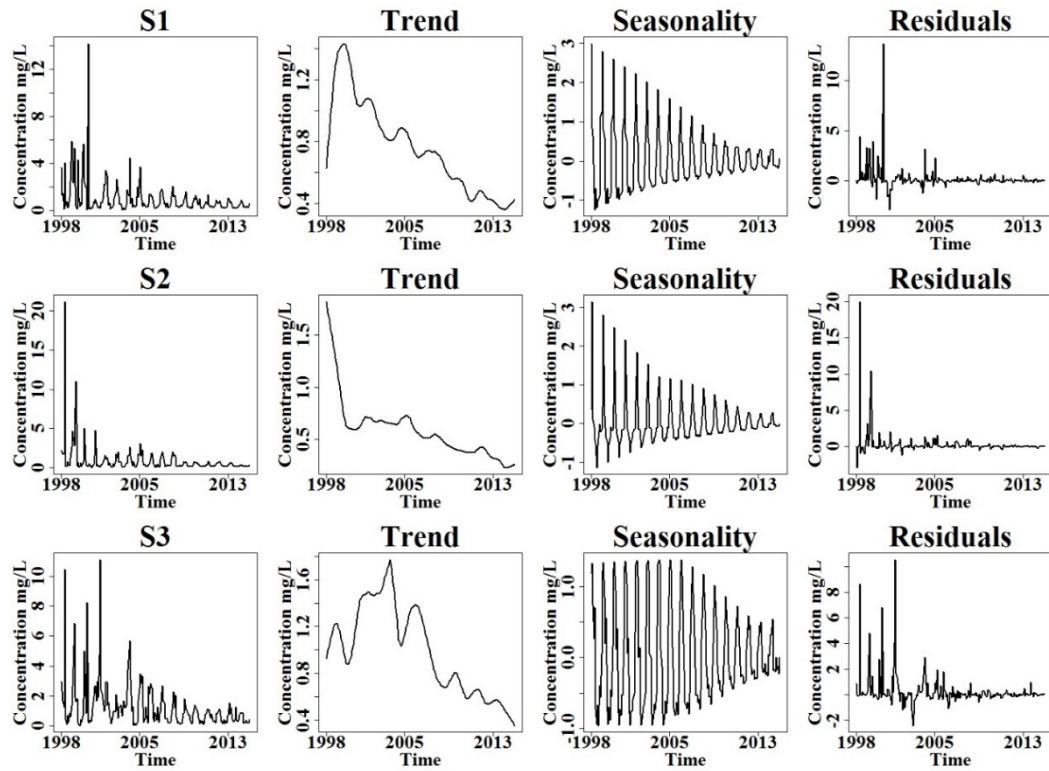 S1 Trend Seasonality Residuals
Concentration mg/L Concentration mg/L Concentration mg/L Concentration mg/L
12 1.2 3 10
8 0.8 2 5
4 0.4 1 0
0 0
-1
1998 2005 2013 1998 2005 2013 1998 2005 2013 1998 2005 2013
Time Time Time Time
S2 Trend Seasonality Residuals
Concentration mg/L Concentration mg/L Concentration mg/L Concentration mg/L
20 1.5 3 20
15 1.0 2 15
10 0.5 1 10
5 0 5
0 -1 0
1998 2005 2013 1998 2005 2013 1998 2005 2013 1998 2005 2013
Time Time Time Time
S3 Trend Seasonality Residuals
Concentration mg/L Concentration mg/L Concentration mg/L Concentration mg/L
10 1.6 1.0 10
8 1.2 0.0 6
6 0.8 -1.0 2
4 0.4 -2
2
0
1998 2005 2013 1998 2005 2013 1998 2005 2013 1998 2005 2013
Time Time Time Time